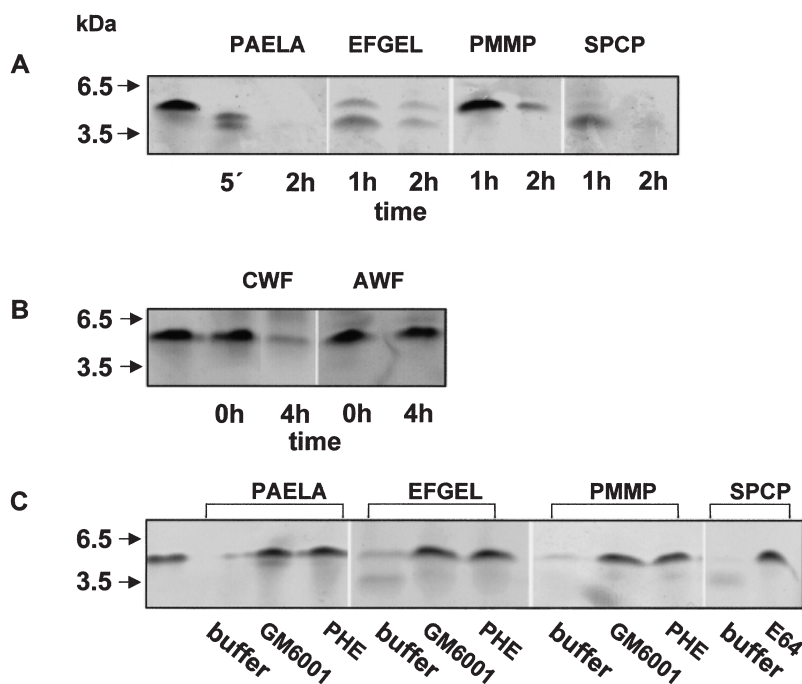 kDa
PAELA EFGEL PMMP SPCP
A
6.5
3.5
5´ 2h 1h 2h 1h 2h 1h 2h
time
CWF AWF
B
6.5
3.5
0h 4h 0h 4h
time
C
PAELA EFGEL PMMP SPCP
6.5
3.5
buffer GM6001 PHE buffer GM6001 PHE buffer GM6001 PHE buffer E64